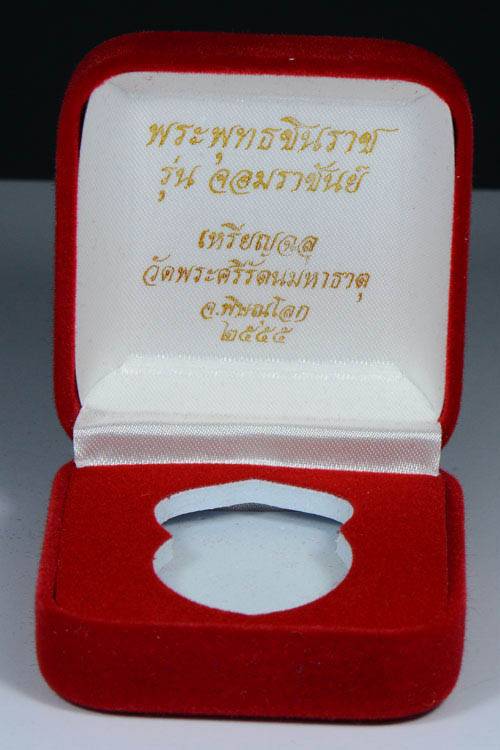 พระพุทธชินราช
รุ่น จอมราชันย์
เหรียญฉลุ
วัดพระศรีรัตนมหาธาตุ
จ.พิษณุโลก
๒๕๕๕